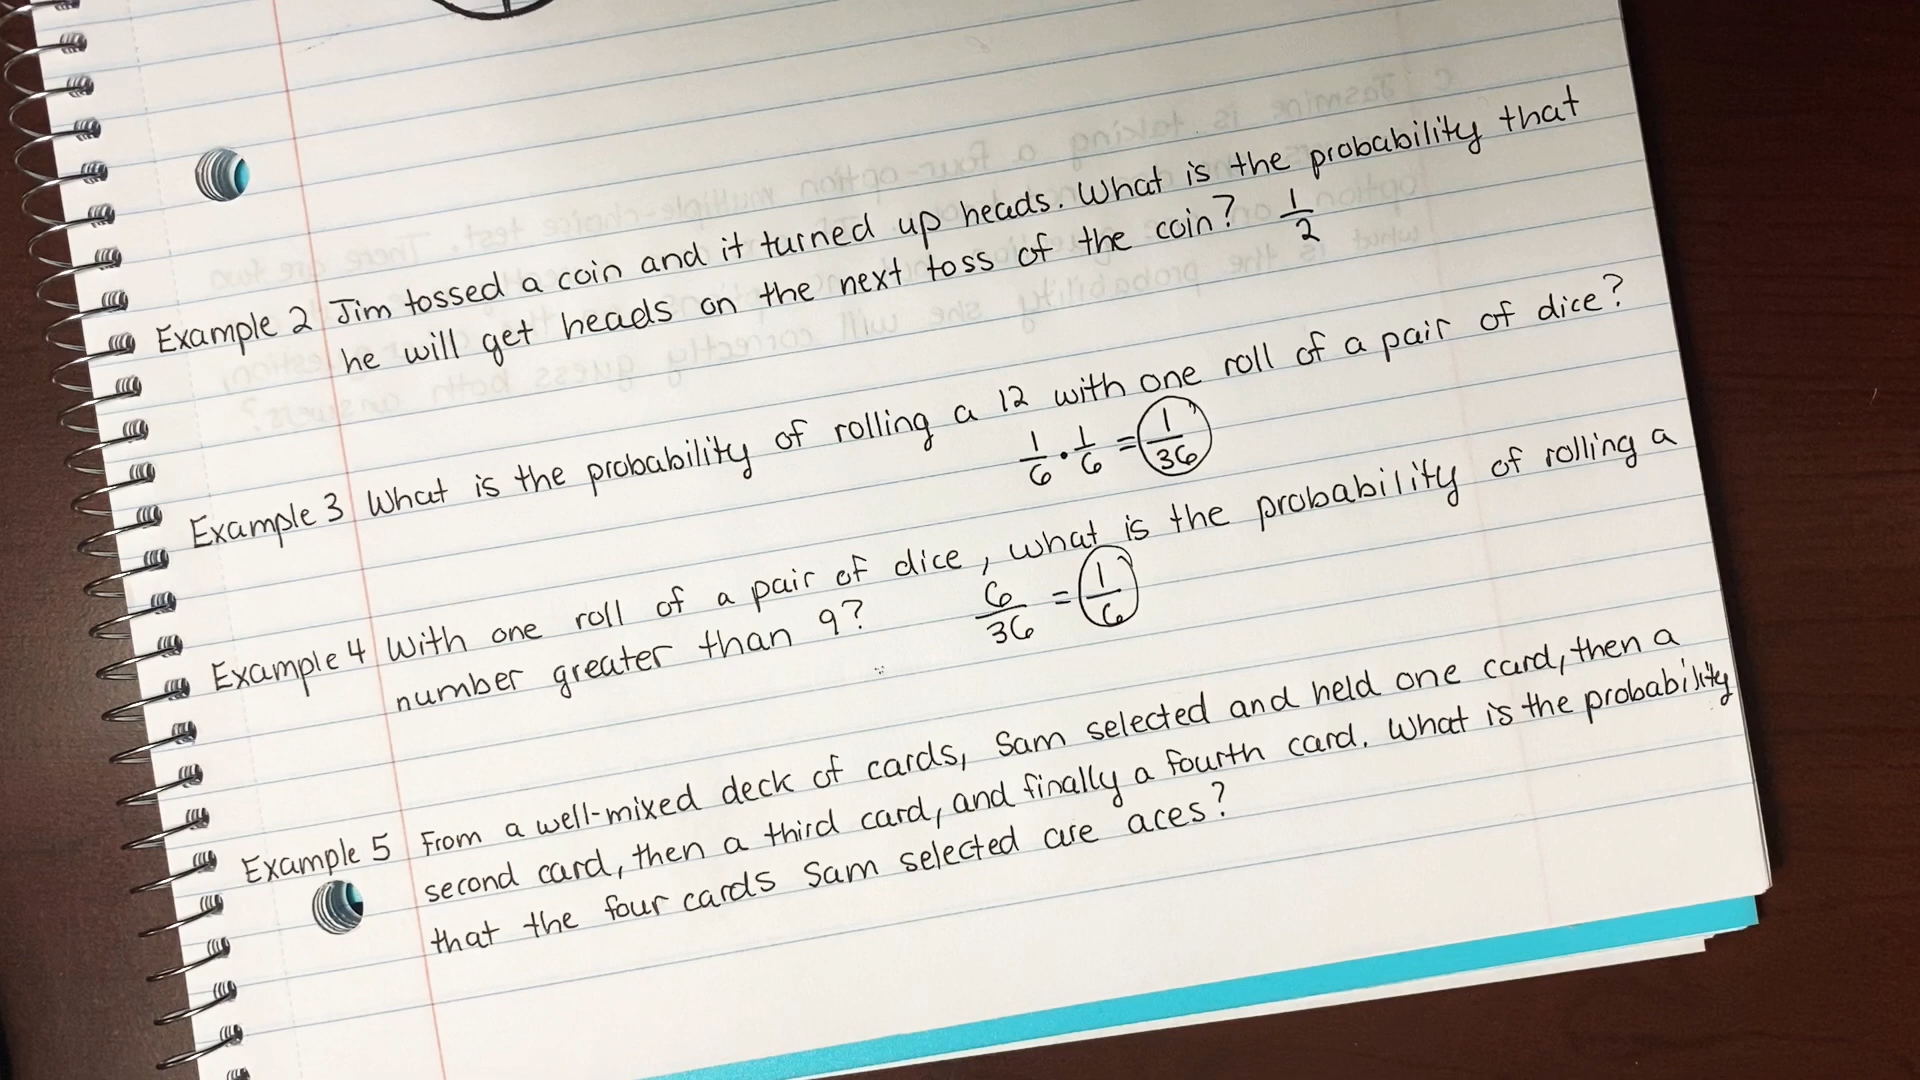 Example 2 Jim tossed a coin and it turned up heads. What is the probability that
he will get heads on the next toss of the coin? 1/2
Example 3 What is the probability of rolling a 12 with one roll of a pair of dice?
1/6 · 1/6 = 1/36
Example 4 With one roll of a pair of dice, what is the probability of rolling a
number greater than 9? 6/36 = 1/6
Example 5 From a well-mixed deck of cards, Sam selected and held one card, then a
second card, then a third card, and finally a fourth card. What is the probability
that the four cards Sam selected are aces?